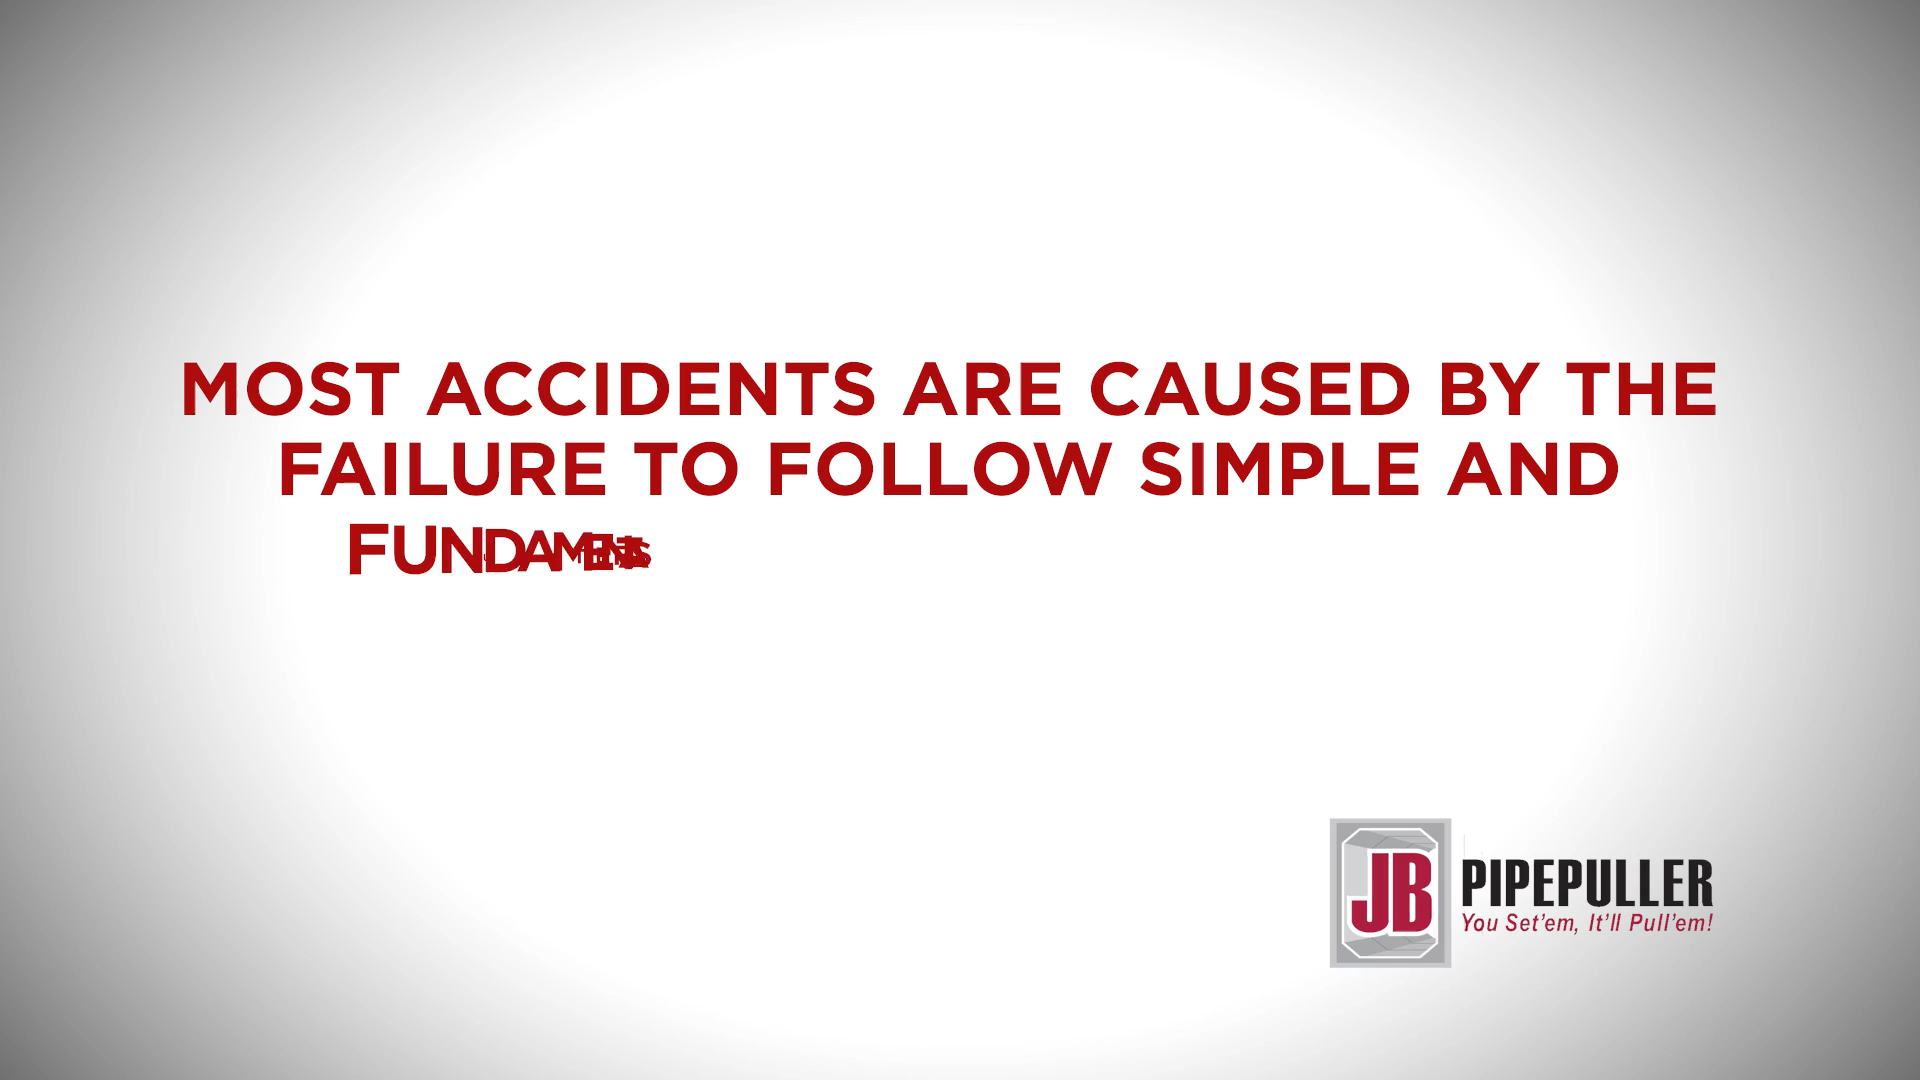 MOST ACCIDENTS ARE CAUSED BY THE
FAILURE TO FOLLOW SIMPLE AND
FUNDAMENTAL
JB
PIPEPULLER
You Set'em, It'll Pull'em!